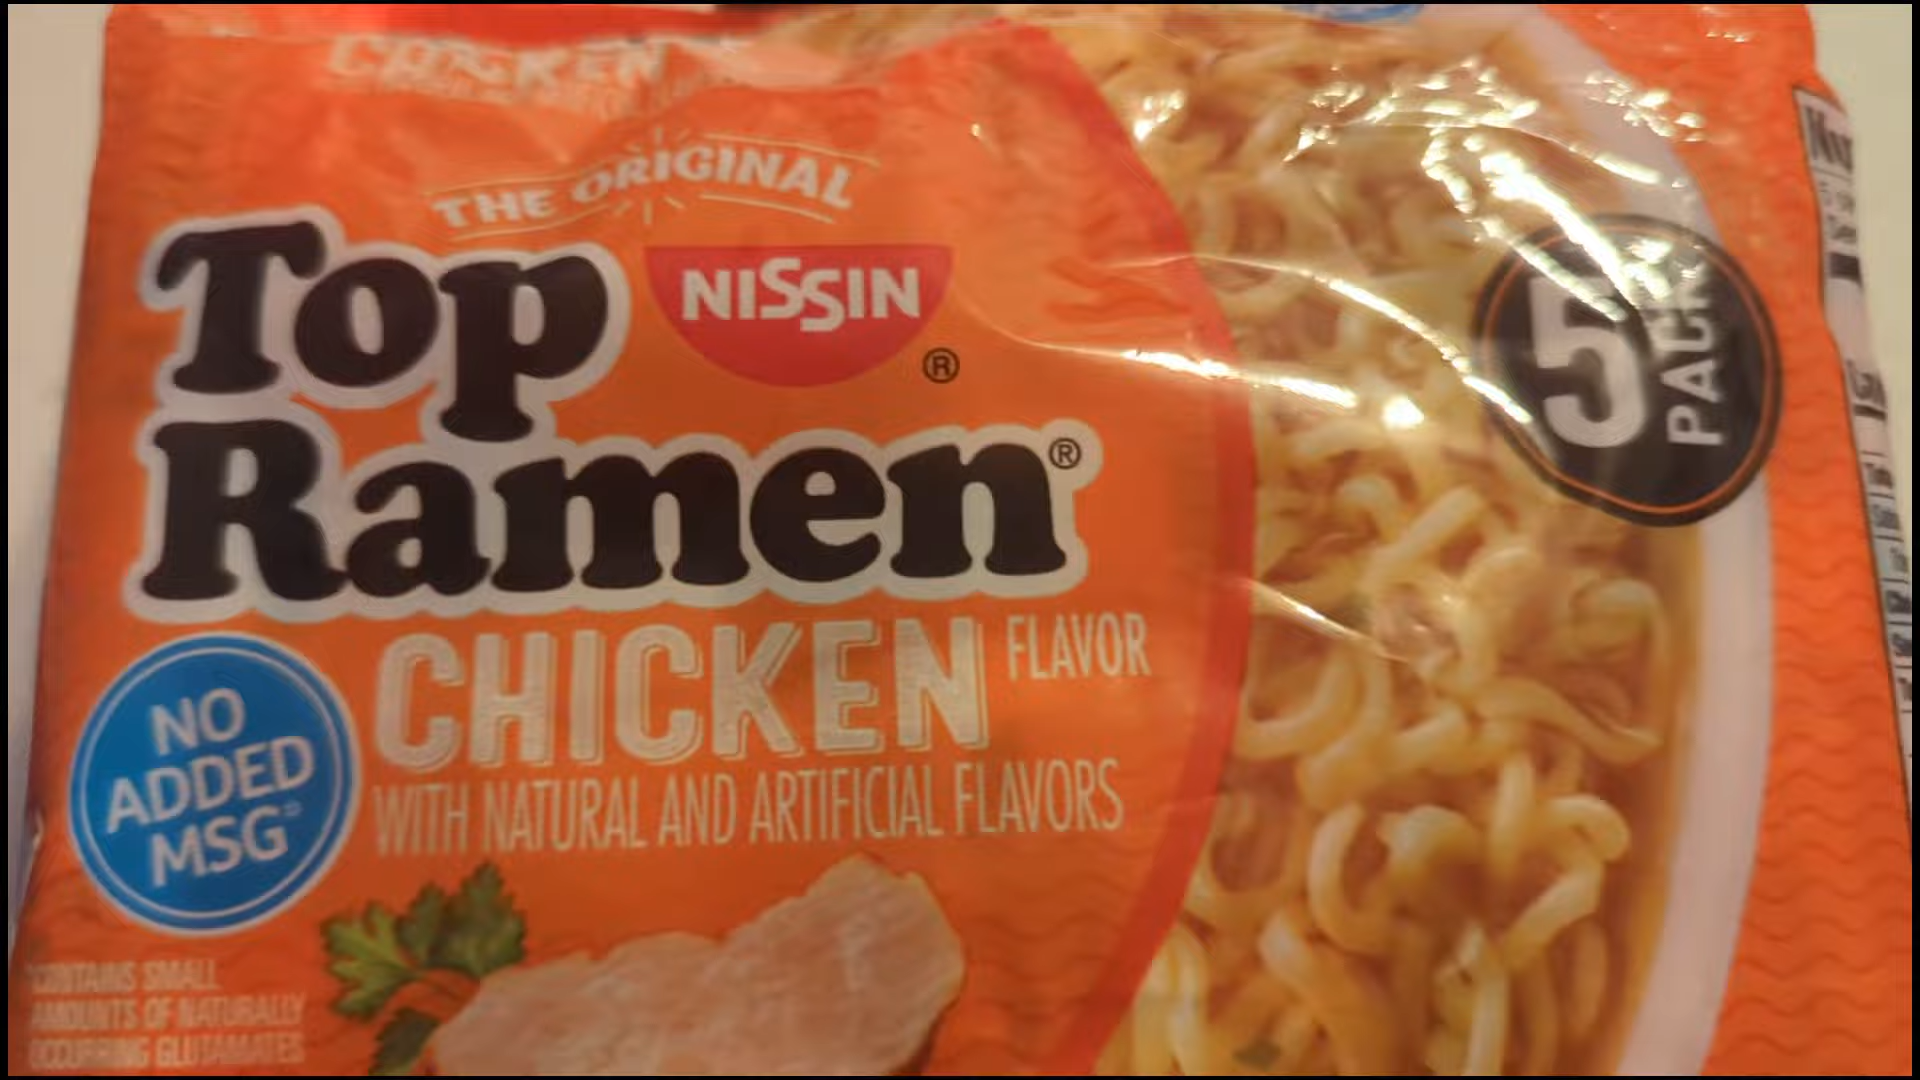 CHICKEN
THE ORIGINAL
Top
NISSIN
®
Ramen®
CHICKEN FLAVOR
WITH NATURAL AND ARTIFICIAL FLAVORS
NO
ADDED
MSG*
*CONTAINS SMALL
AMOUNTS OF NATURALLY
OCCURRING GLUTAMATES
5
PACK